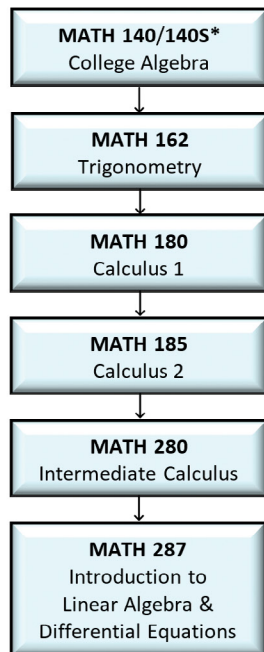 MATH 140/140S*
College Algebra
MATH 162
Trigonometry
MATH 180
Calculus 1
MATH 185
Calculus 2
MATH 280
Intermediate Calculus
MATH 287
Introduction to
Linear Algebra &
Differential Equations